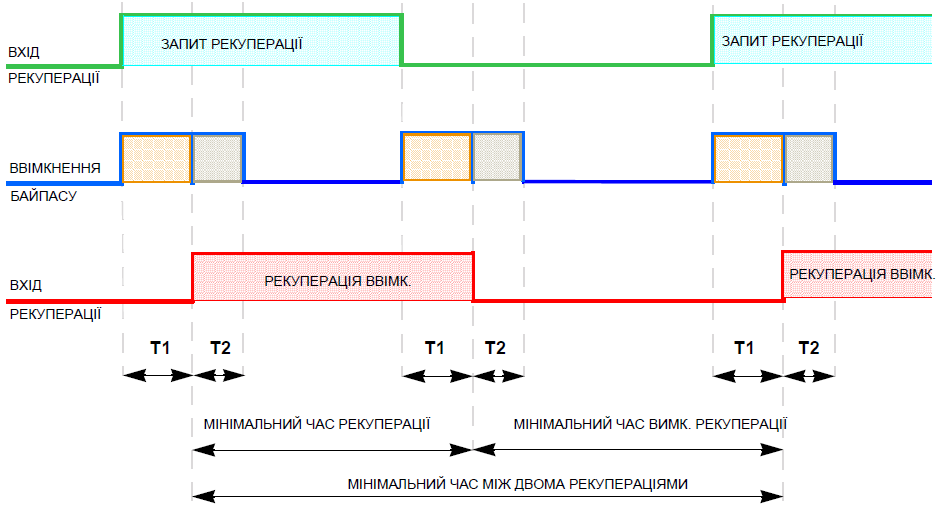 ЗАПИТ РЕКУПЕРАЦІЇ
ЗАПИТ РЕКУПЕРАЦІЇ
ВХІД
РЕКУПЕРАЦІЇ
ВВІМКНЕННЯ
БАЙПАСУ
РЕКУПЕРАЦІЯ ВВІМК.
РЕКУПЕРАЦІЯ ВВІМК.
ВХІД
РЕКУПЕРАЦІЇ
T1 T2 T1 T2 T1 T2
МІНІМАЛЬНИЙ ЧАС РЕКУПЕРАЦІЇ
МІНІМАЛЬНИЙ ЧАС ВИМК. РЕКУПЕРАЦІЇ
МІНІМАЛЬНИЙ ЧАС МІЖ ДВОМА РЕКУПЕРАЦІЯМИ